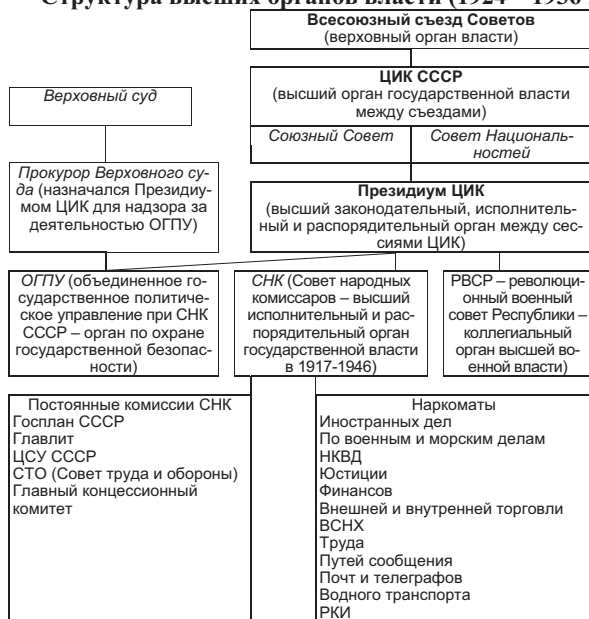 Структура высших органов власти (1924 – 1936
Всесоюзный съезд Советов
(верховный орган власти)
ЦИК СССР
(высший орган государственной власти
между съездами)
Союзный Совет
Совет Националь-
ностей
Верховный суд
Прокурор Верховного су-
да (назначался Президиу-
мом ЦИК для надзора за
деятельностью ОГПУ)
Президиум ЦИК
(высший законодательный, исполнитель-
ный и распорядительный орган между сес-
сиями ЦИК)
ОГПУ (объединенное го-
сударственное политиче-
ское управление при СНК
СССР – орган по охране
государственной безопас-
ности)
СНК (Совет народных
комиссаров – высший
исполнительный и рас-
порядительный орган
государственной власти
в 1917-1946)
РВСР – революци-
онный военный
совет Республики –
коллегиальный
орган высшей во-
енной власти)
Постоянные комиссии СНК
Госплан СССР
Главлит
ЦСУ СССР
СТО (Совет труда и обороны)
Главный концессионный
комитет
Наркоматы
Иностранных дел
По военным и морским делам
НКВД
Юстиции
Финансов
Внешней и внутренней торговли
ВСНХ
Труда
Путей сообщения
Почт и телеграфов
Водного транспорта
РКИ